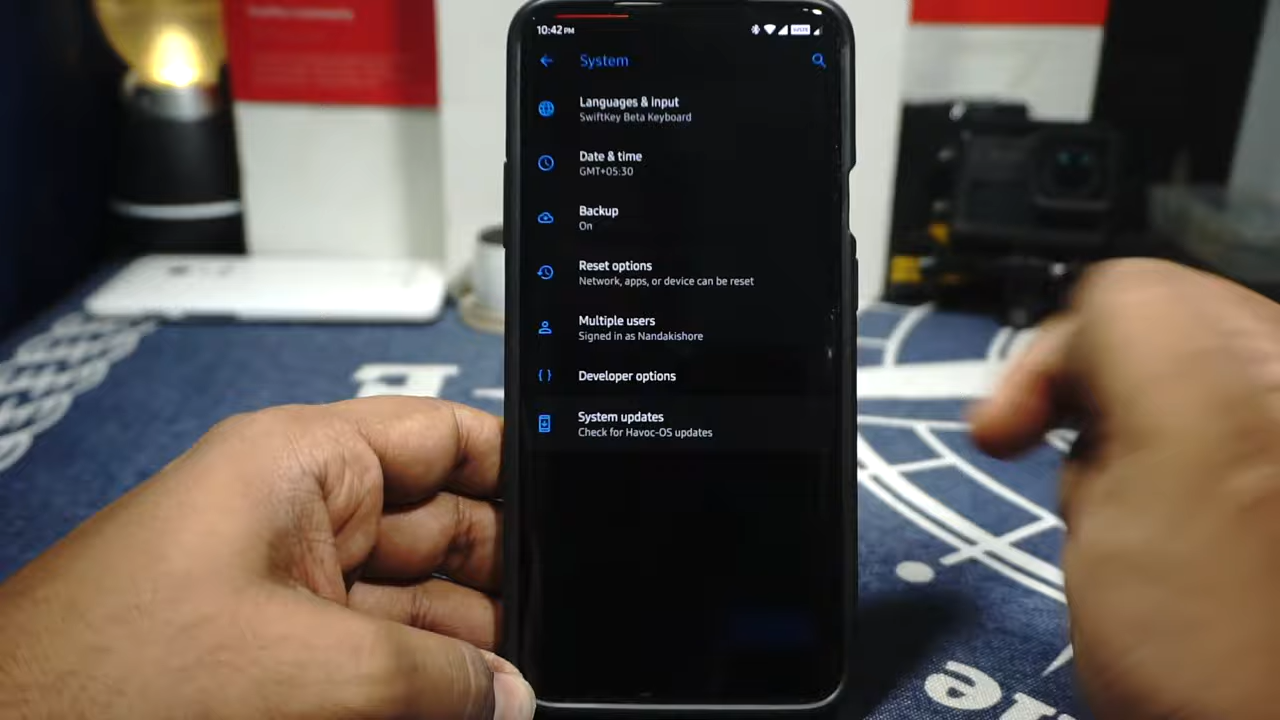 10:42 PM
System
Languages & input
SwiftKey Beta Keyboard
Date & time
GMT+05:30
Backup
On
Reset options
Network, apps, or device can be reset
Multiple users
Signed in as Nandakishore
Developer options
System updates
Check for Havoc-OS updates